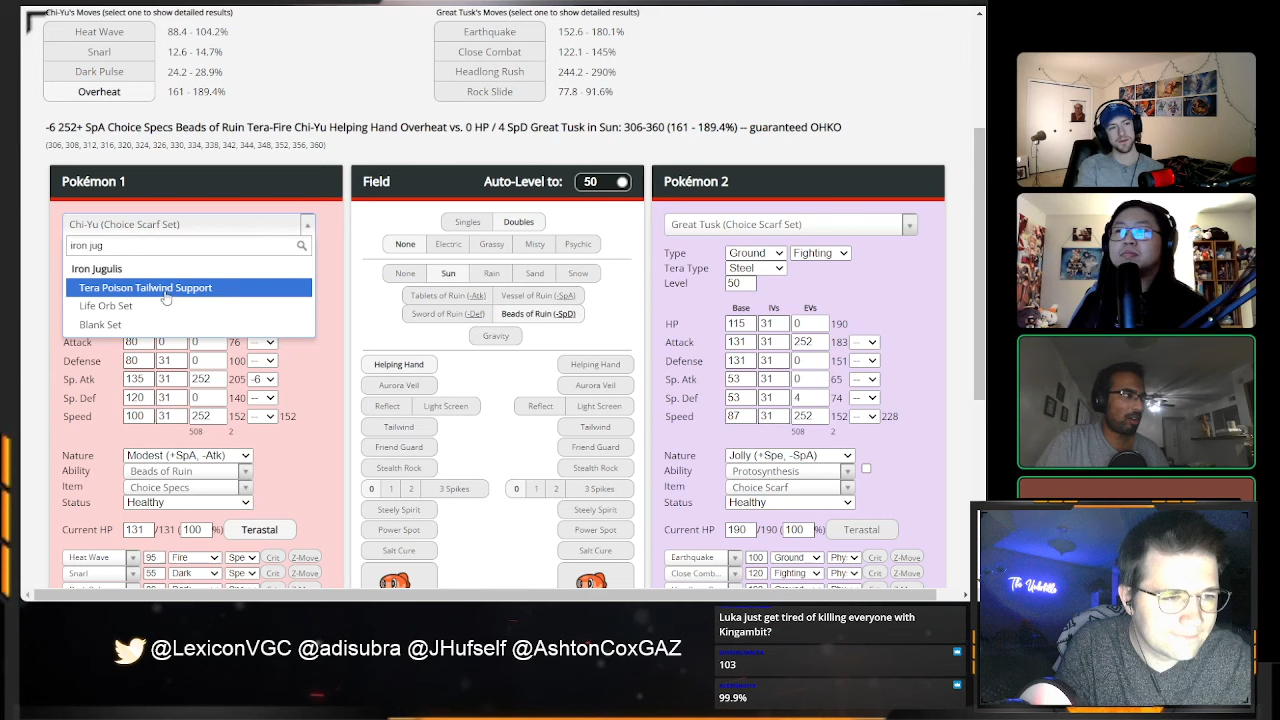 Chi-Yu's Moves (select one to show detailed results)
Great Tusk's Moves (select one to show detailed results)
Heat Wave 88.4 - 104.2%
Earthquake 152.6 - 180.1%
Snarl 12.6 - 14.7%
Close Combat 122.1 - 145%
Dark Pulse 24.2 - 28.9%
Headlong Rush 244.2 - 290%
Overheat 161 - 189.4%
Rock Slide 77.8 - 91.6%
-6 252+ SpA Choice Specs Beads of Ruin Tera-Fire Chi-Yu Helping Hand Overheat vs. 0 HP / 4 SpD Great Tusk in Sun: 306-360 (161 - 189.4%) -- guaranteed OHKO
(306, 308, 312, 316, 320, 324, 326, 330, 334, 338, 342, 344, 348, 352, 356, 360)
Pokémon 1
Chi-Yu (Choice Scarf Set)
iron jug
Iron Jugulis
Tera Poison Tailwind Support
Life Orb Set
Blank Set
Attack 80 0 0 76 --
Defense 80 31 0 100 --
Sp. Atk 135 31 252 205 -6
Sp. Def 120 31 0 140 --
Speed 100 31 252 152 -- 152
508 2
Nature Modest (+SpA, -Atk)
Ability Beads of Ruin
Item Choice Specs
Status Healthy
Current HP 131 /131 (100 %) Terastal
Heat Wave 95 Fire Spe Crit Z-Move
Snarl 55 Dark Spe Crit Z-Move
Field Auto-Level to: 50
Singles Doubles
None Electric Grassy Misty Psychic
None Sun Rain Sand Snow
Tablets of Ruin (-Atk) Vessel of Ruin (-SpA)
Sword of Ruin (-Def) Beads of Ruin (-SpD)
Gravity
Helping Hand Helping Hand
Aurora Veil Aurora Veil
Reflect Light Screen Reflect Light Screen
Tailwind Tailwind
Friend Guard Friend Guard
Stealth Rock Stealth Rock
0 1 2 3 Spikes 0 1 2 3 Spikes
Steely Spirit Steely Spirit
Power Spot Power Spot
Salt Cure Salt Cure
Pokémon 2
Great Tusk (Choice Scarf Set)
Type Ground Fighting
Tera Type Steel
Level 50
Base IVs EVs
HP 115 31 0 190
Attack 131 31 252 183 --
Defense 131 31 0 151 --
Sp. Atk 53 31 0 65 --
Sp. Def 53 31 4 74 --
Speed 87 31 252 152 -- 228
508 2
Nature Jolly (+Spe, -SpA)
Ability Protosynthesis
Item Choice Scarf
Status Healthy
Current HP 190 /190 (100 %) Terastal
Earthquake 100 Ground Phy Crit Z-Move
Close Comb... 120 Fighting Phy Crit Z-Move
@LexiconVGC @adisubra @JHufself @AshtonCoxGAZ
Luka just get tired of killing everyone with
Kingambit?
103
99.9%
The Underbilla